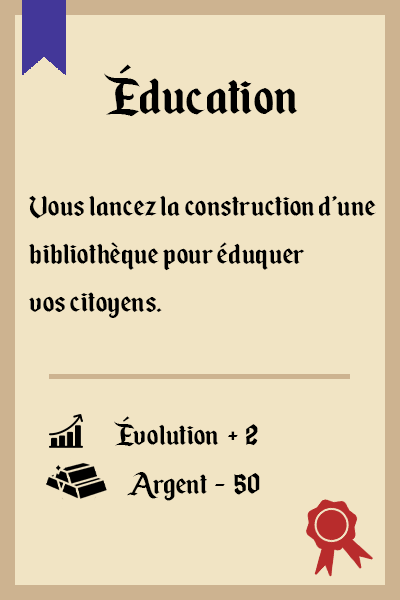 Éducation
Vous lancez la construction d'une
bibliothèque pour éduquer
vos citoyens.
Évolution + 2
Argent - 50